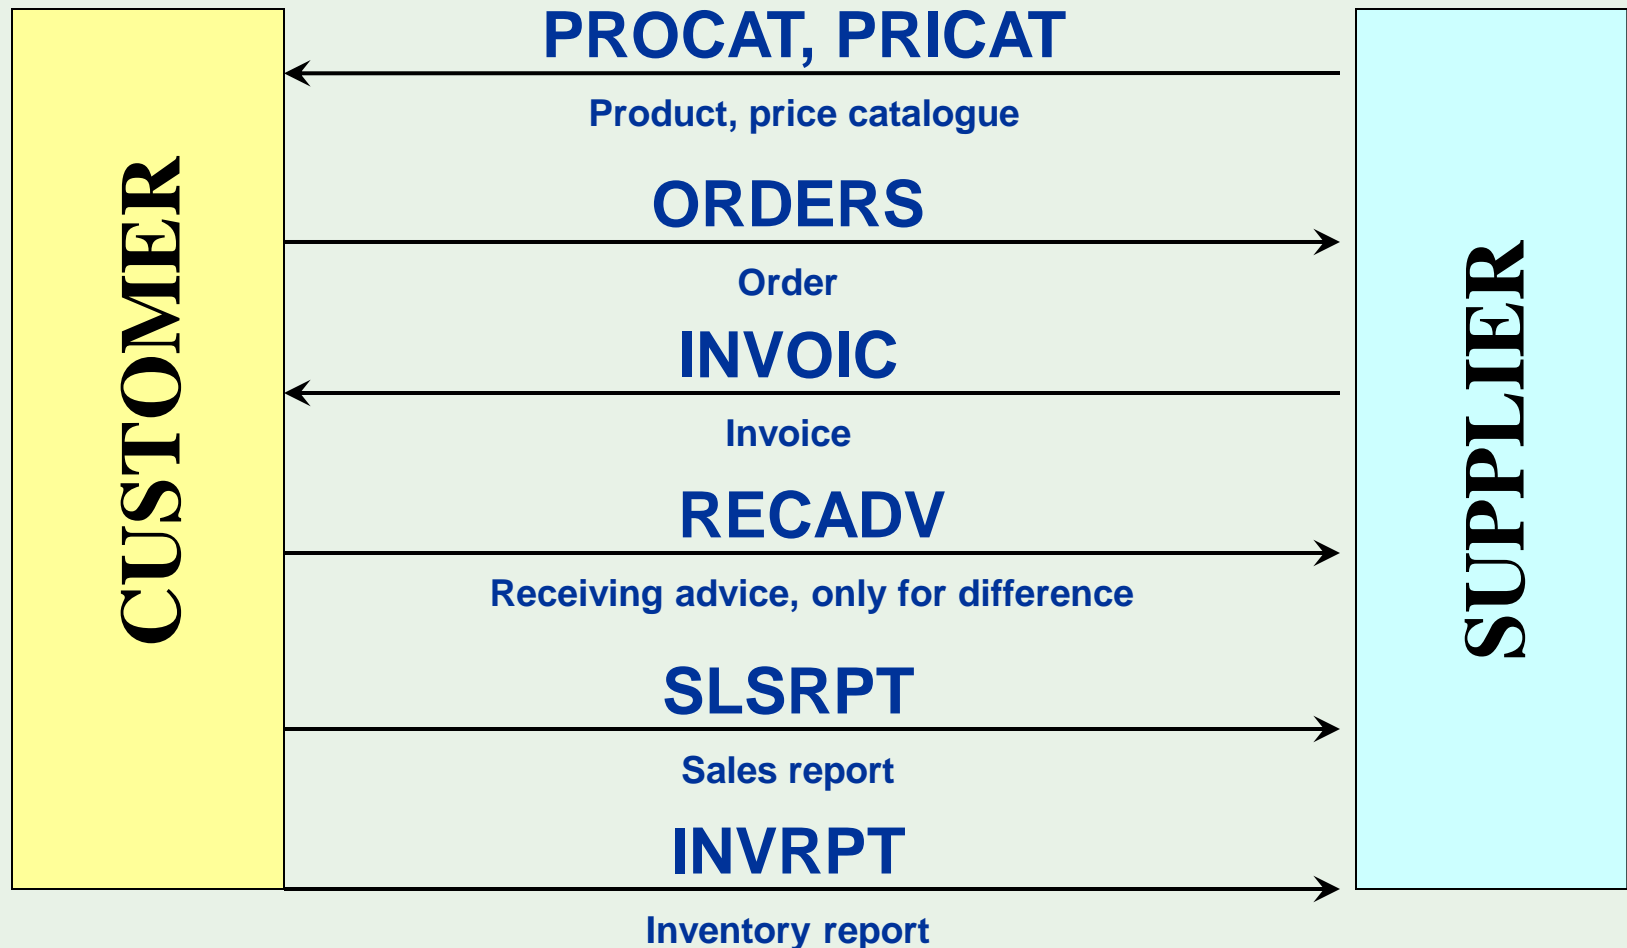 CUSTOMER
PROCAT, PRICAT
Product, price catalogue
ORDERS
Order
INVOIC
Invoice
RECADV
Receiving advice, only for difference
SLSRPT
Sales report
INVRPT
Inventory report
SUPPLIER